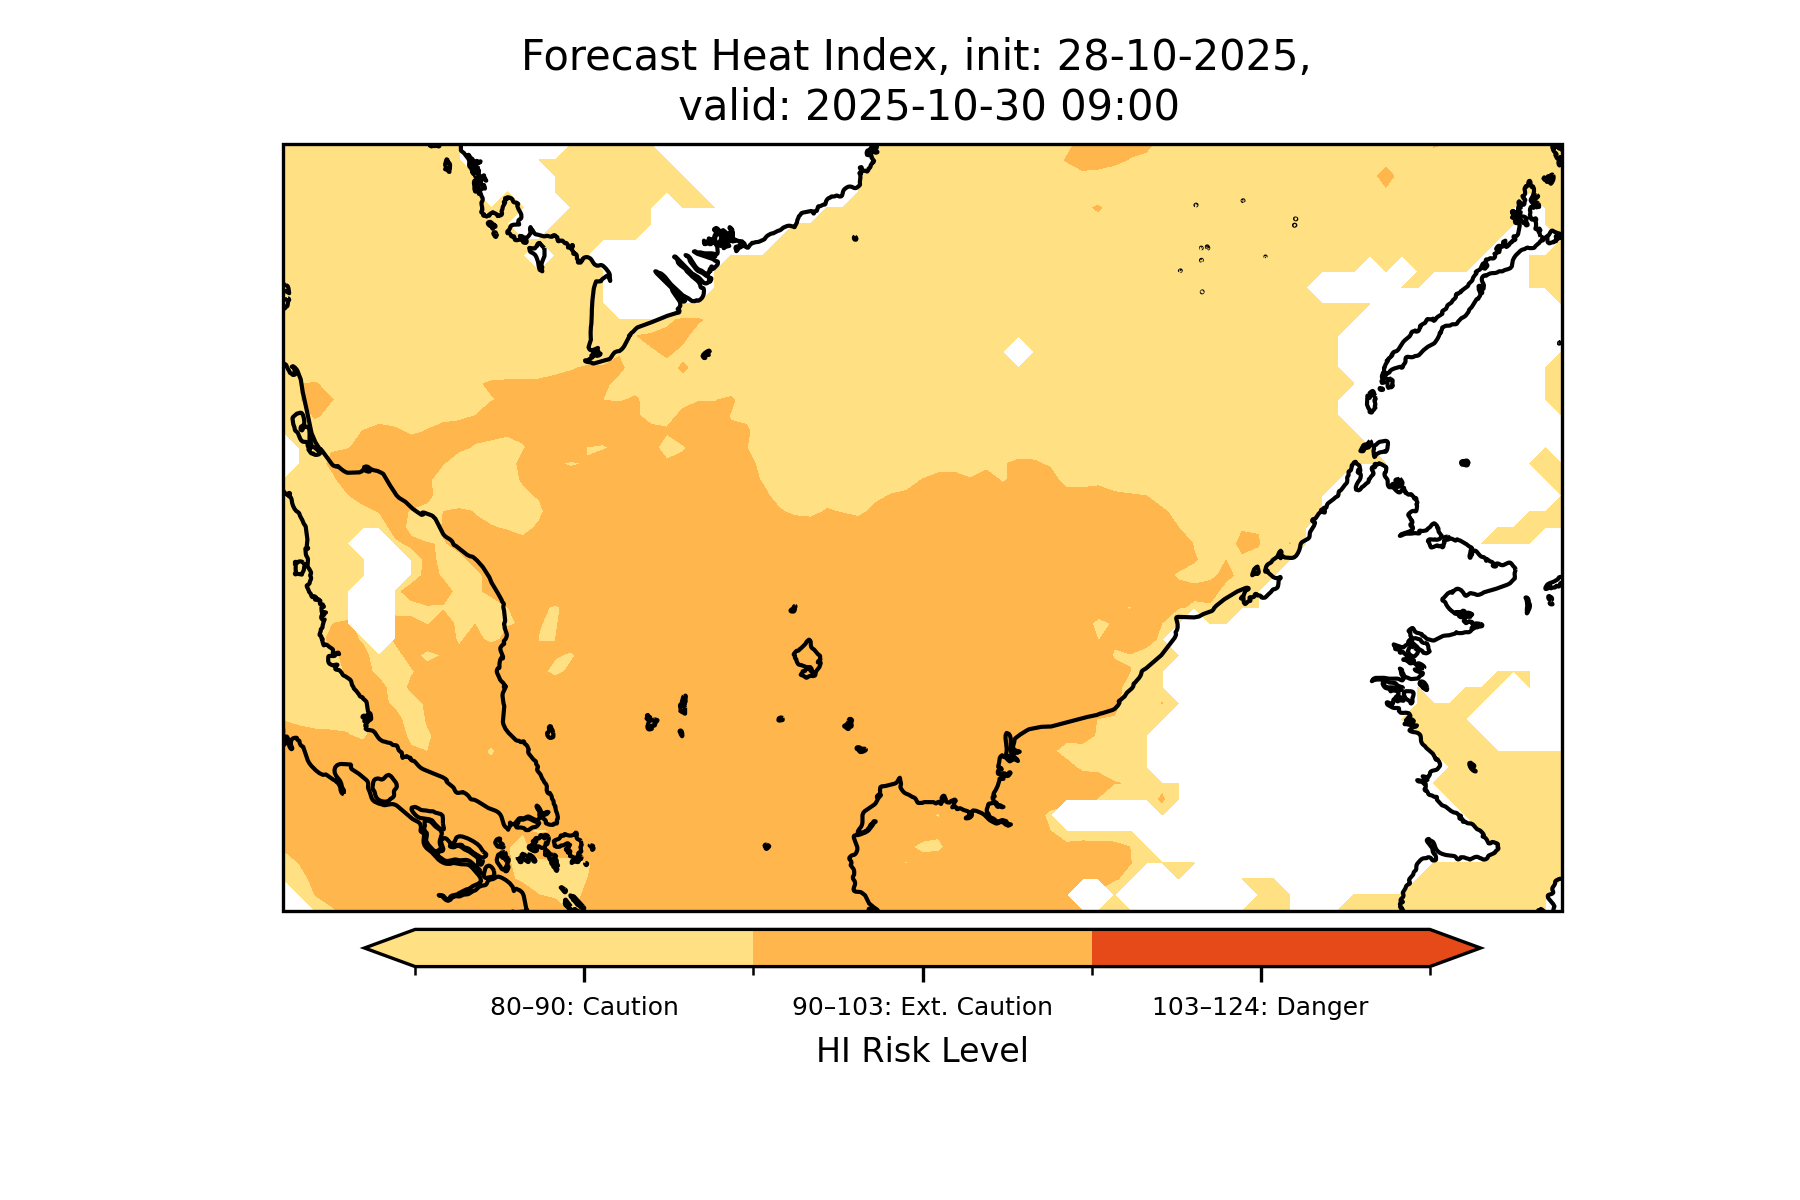 Forecast Heat Index, init: 28-10-2025,
valid: 2025-10-30 09:00
80–90: Caution
90–103: Ext. Caution
103–124: Danger
HI Risk Level